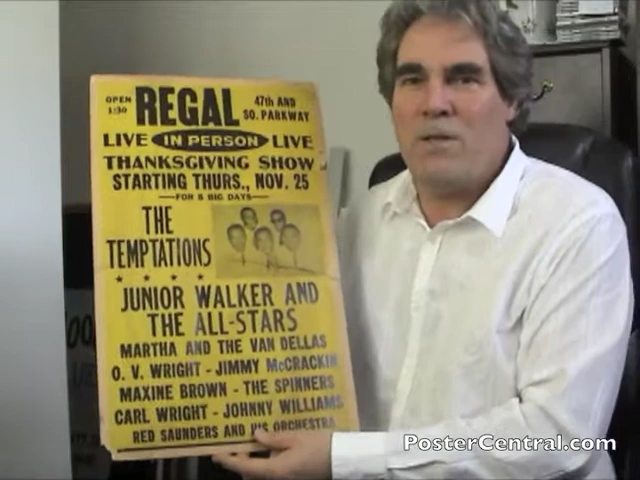 OPEN 1:30
REGAL
47th AND SO. PARKWAY
LIVE IN PERSON LIVE
THANKSGIVING SHOW
STARTING THURS., NOV. 25
FOR 8 BIG DAYS
THE
TEMPTATIONS
JUNIOR WALKER AND
THE ALL-STARS
MARTHA AND THE VAN DELLAS
O. V. WRIGHT - JIMMY McCRACKIN
MAXINE BROWN - THE SPINNERS
CARL WRIGHT - JOHNNY WILLIAMS
RED SAUNDERS AND HIS ORCHESTRA
PosterCentral.com